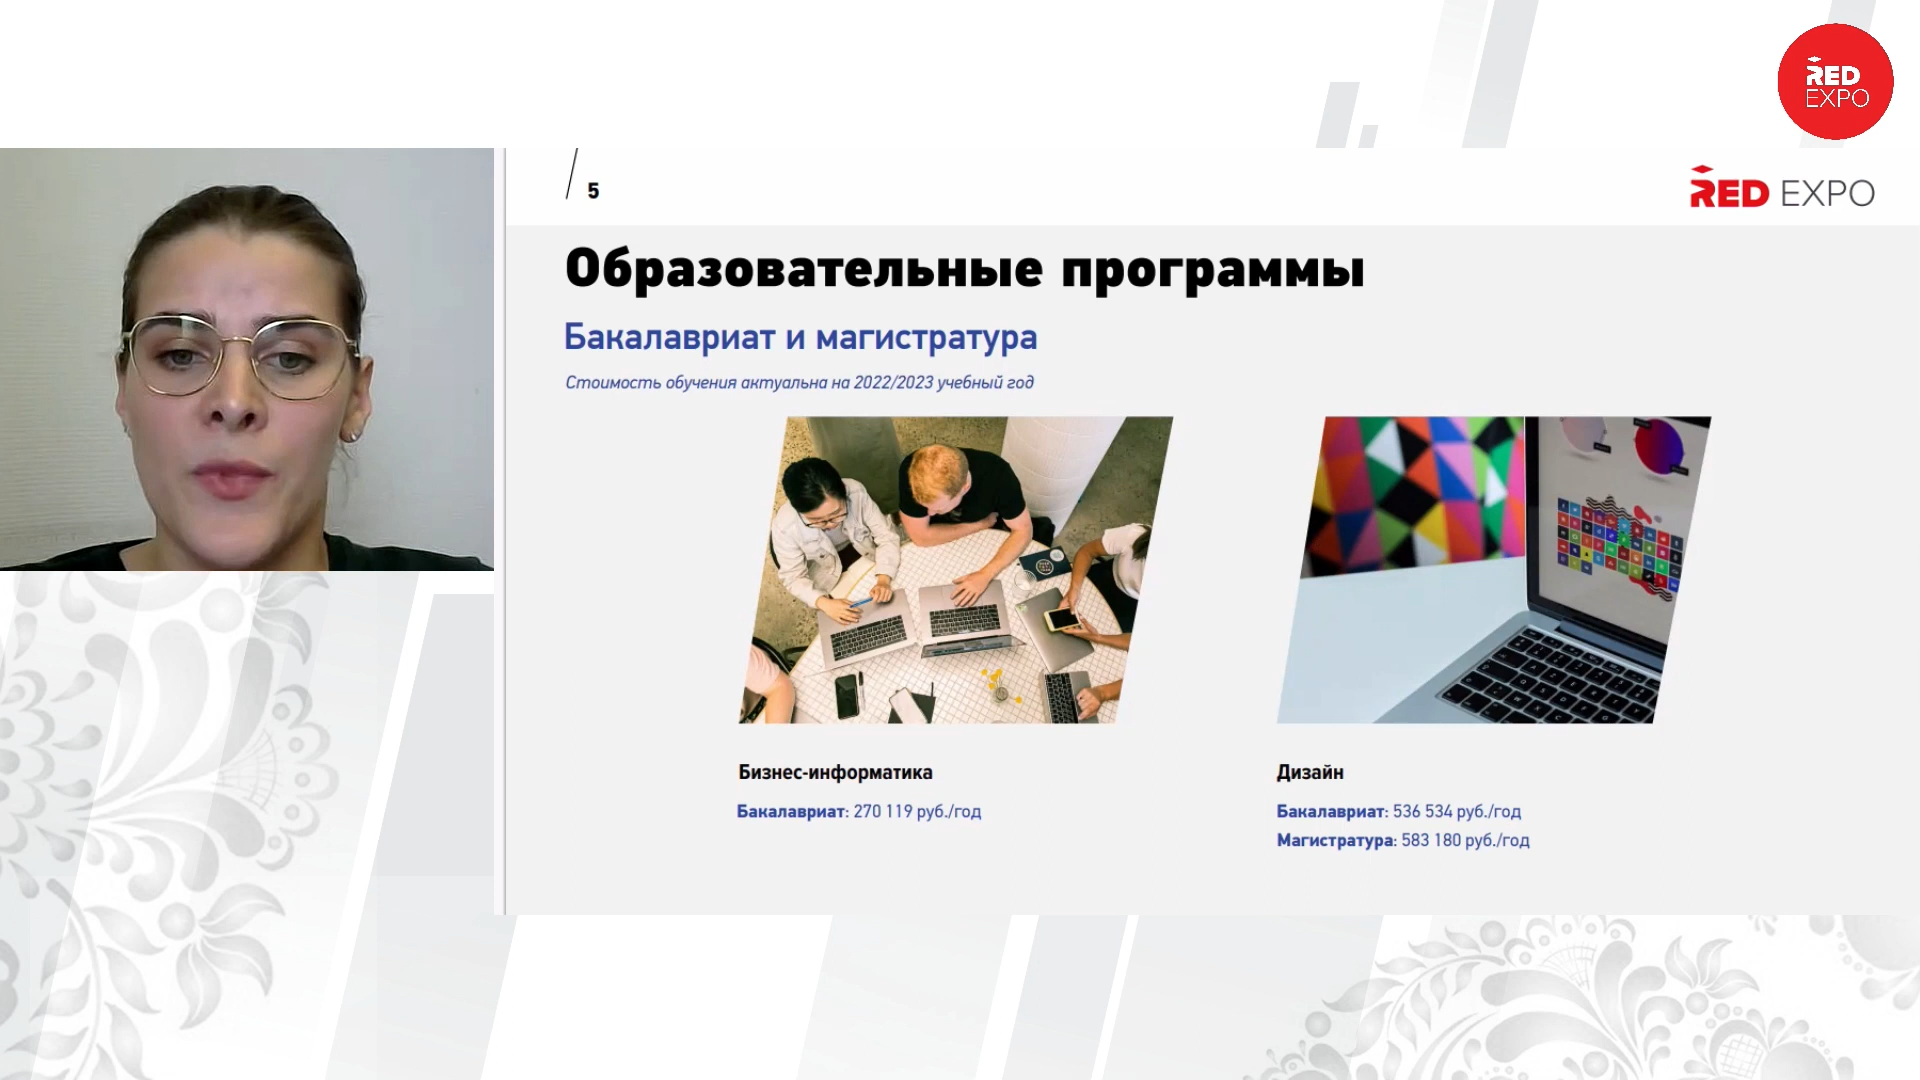 RED
EXPO
5
RED EXPO
Образовательные программы
Бакалавриат и магистратура
Стоимость обучения актуальна на 2022/2023 учебный год
Бизнес-информатика
Бакалавриат: 270 119 руб./год
Дизайн
Бакалавриат: 536 534 руб./год
Магистратура: 583 180 руб./год